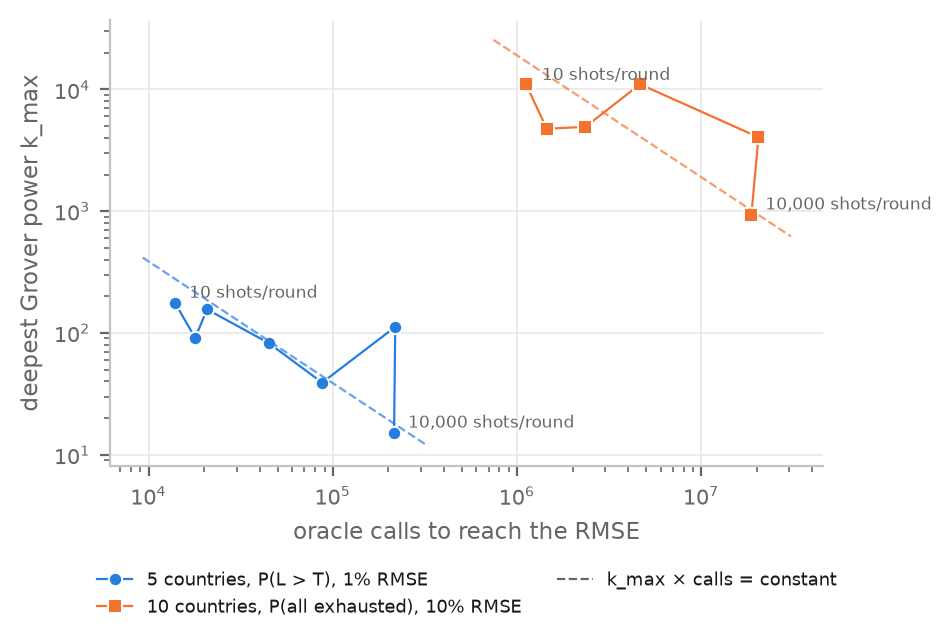 deepest Grover power k_max
10⁴
10³
10²
10¹
10 shots/round
10,000 shots/round
10 shots/round
10,000 shots/round
10⁴
10⁵
10⁶
10⁷
oracle calls to reach the RMSE
5 countries, P(L > T), 1% RMSE
10 countries, P(all exhausted), 10% RMSE
k_max × calls = constant